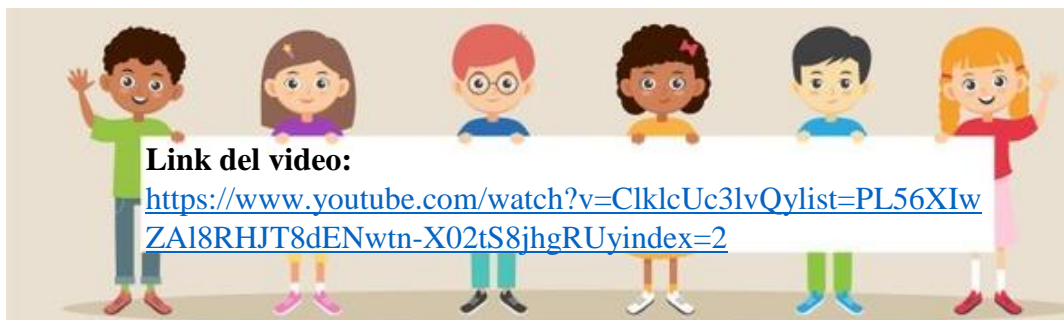 Link del video:
https://www.youtube.com/watch?v=ClklcUc3lvQylist=PL56XIw
ZAl8RHJT8dENwtn-X02tS8jhgRUyindex=2